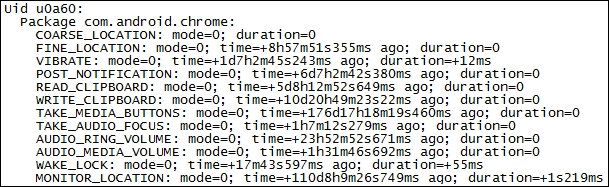 Uid u0a60:
Package com.android.chrome:
COARSE_LOCATION: mode=0; duration=0
FINE_LOCATION: mode=0; time=+8h57m51s355ms ago; duration=0
VIBRATE: mode=0; time=+1d7h2m45s243ms ago; duration=+12ms
POST_NOTIFICATION: mode=0; time=+6d7h2m42s380ms ago; duration=0
READ_CLIPBOARD: mode=0; time=+5d8h12m52s649ms ago; duration=0
WRITE_CLIPBOARD: mode=0; time=+10d20h49m23s22ms ago; duration=0
TAKE_MEDIA_BUTTONS: mode=0; time=+176d17h18m19s460ms ago; duration=0
TAKE_AUDIO_FOCUS: mode=0; time=+1h7m12s279ms ago; duration=0
AUDIO_RING_VOLUME: mode=0; time=+23h52m52s671ms ago; duration=0
AUDIO_MEDIA_VOLUME: mode=0; time=+1h31m46s692ms ago; duration=0
WAKE_LOCK: mode=0; time=+17m43s597ms ago; duration=+55ms
MONITOR_LOCATION: mode=0; time=+110d8h9m26s749ms ago; duration=+1s219ms